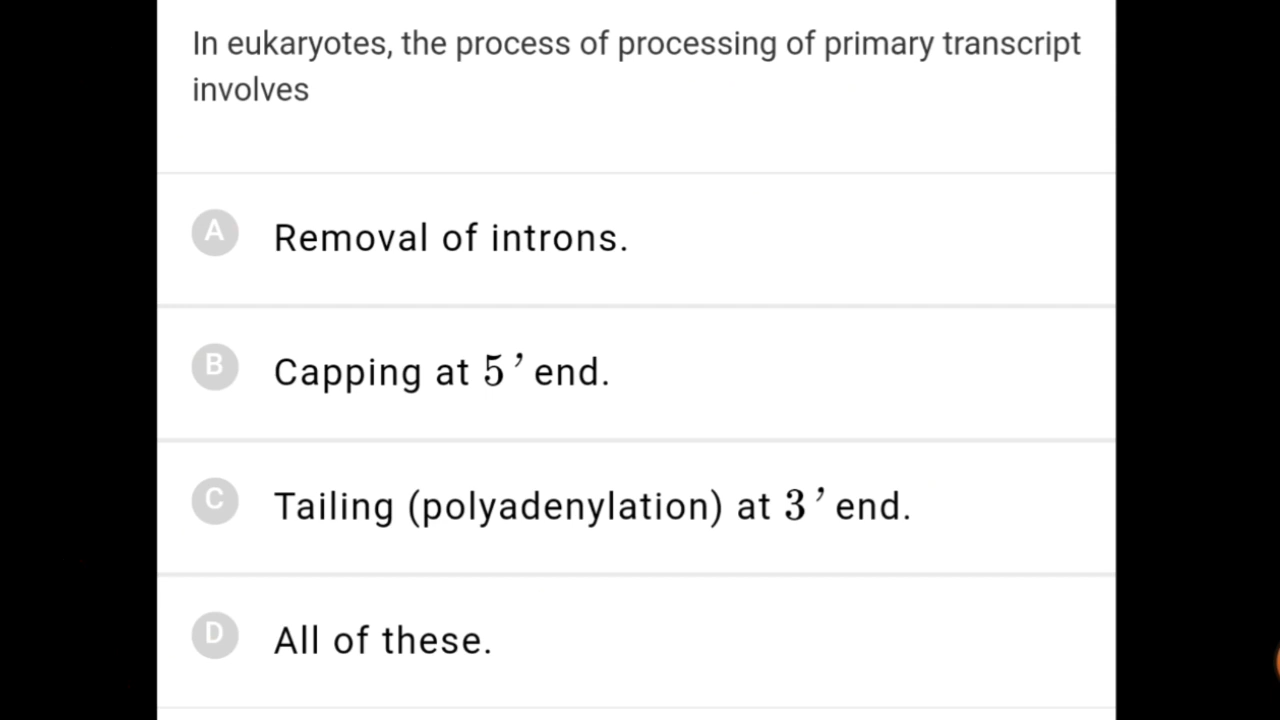 In eukaryotes, the process of processing of primary transcript
involves
A Removal of introns.
B Capping at 5 ’ end.
C Tailing (polyadenylation) at 3 ’ end.
D All of these.